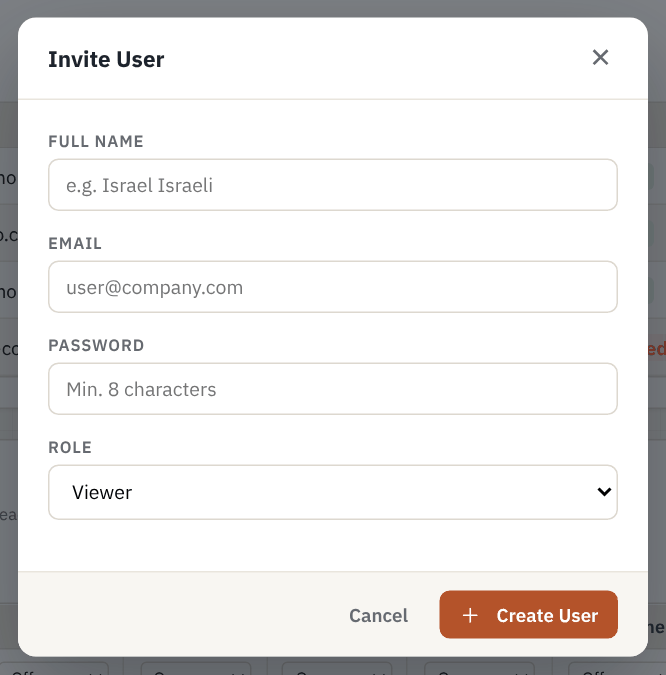 Invite User
FULL NAME
e.g. Israel Israeli
EMAIL
user@company.com
PASSWORD
Min. 8 characters
ROLE
Viewer
Cancel
+ Create User